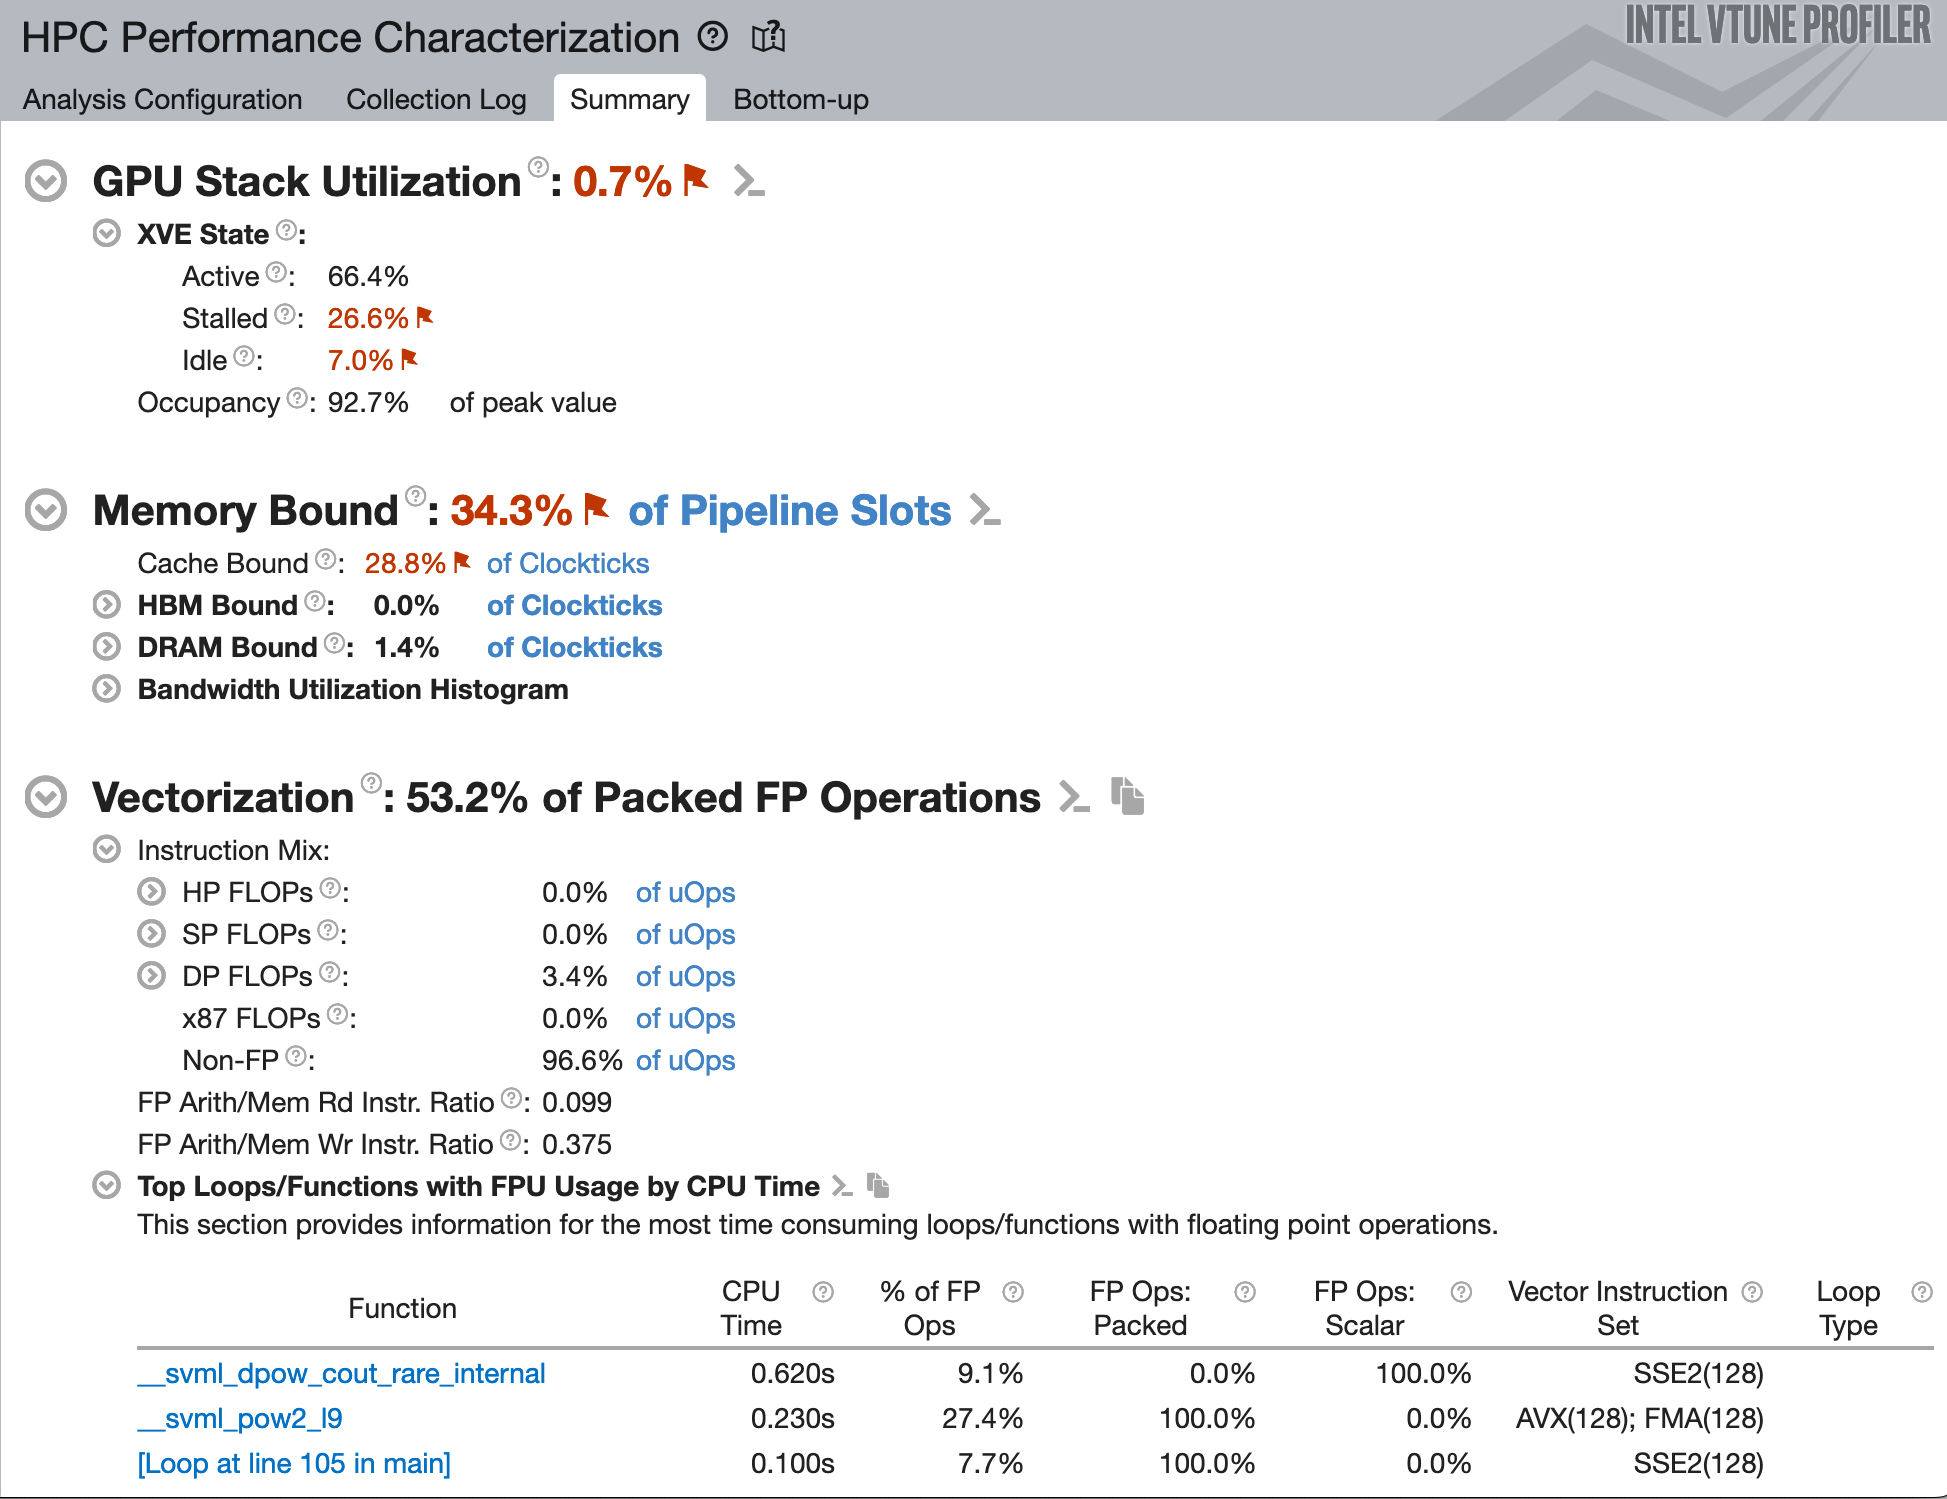 HPC Performance Characterization
INTEL VTUNE PROFILER
Analysis Configuration Collection Log Summary Bottom-up
GPU Stack Utilization: 0.7%
XVE State:
Active: 66.4%
Stalled: 26.6%
Idle: 7.0%
Occupancy: 92.7% of peak value
Memory Bound: 34.3% of Pipeline Slots
Cache Bound: 28.8% of Clockticks
HBM Bound: 0.0% of Clockticks
DRAM Bound: 1.4% of Clockticks
Bandwidth Utilization Histogram
Vectorization: 53.2% of Packed FP Operations
Instruction Mix:
HP FLOPs: 0.0% of uOps
SP FLOPs: 0.0% of uOps
DP FLOPs: 3.4% of uOps
x87 FLOPs: 0.0% of uOps
Non-FP: 96.6% of uOps
FP Arith/Mem Rd Instr. Ratio: 0.099
FP Arith/Mem Wr Instr. Ratio: 0.375
Top Loops/Functions with FPU Usage by CPU Time
This section provides information for the most time consuming loops/functions with floating point operations.
Function CPU Time % of FP Ops FP Ops: Packed FP Ops: Scalar Vector Instruction Set Loop Type
__svml_dpow_cout_rare_internal 0.620s 9.1% 0.0% 100.0% SSE2(128)
__svml_pow2_l9 0.230s 27.4% 100.0% 0.0% AVX(128); FMA(128)
[Loop at line 105 in main] 0.100s 7.7% 100.0% 0.0% SSE2(128)